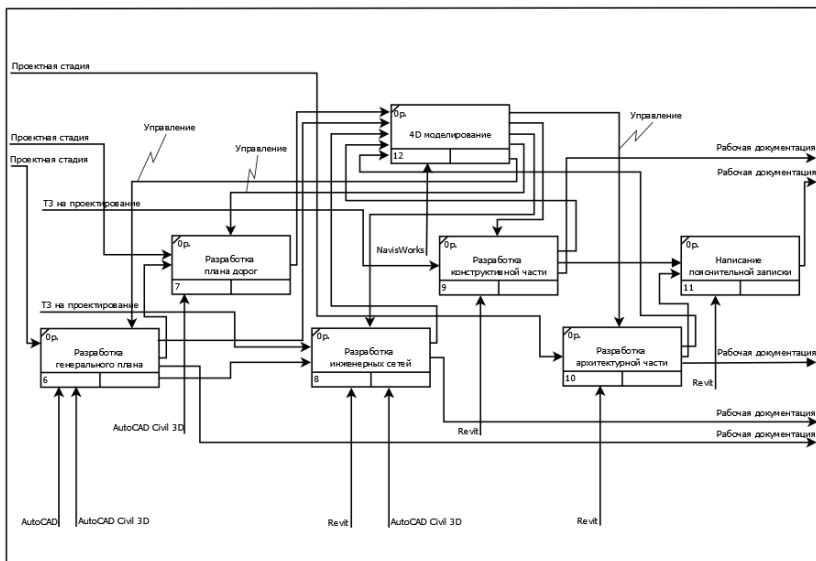 Проектная стадия
0р.
4D моделирование
12
Управление
Управление
Управление
Проектная стадия
Проектная стадия
Рабочая документация
Рабочая документация
ТЗ на проектирование
NavisWorks
0р.
Разработка
плана дорог
7
0р.
Разработка
конструктивной части
9
0р.
Написание
пояснительной записки
11
ТЗ на проектирование
0р.
Разработка
генерального плана
6
0р.
Разработка
инженерных сетей
8
0р.
Разработка
архитектурной части
10
Рабочая документация
Revit
Рабочая документация
AutoCAD Civil 3D
Revit
Рабочая документация
AutoCAD
AutoCAD Civil 3D
Revit
AutoCAD Civil 3D
Revit